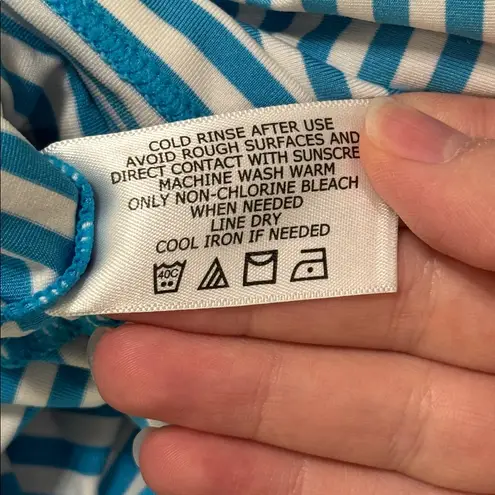 COLD RINSE AFTER USE
AVOID ROUGH SURFACES AND
DIRECT CONTACT WITH SUNSCRE
MACHINE WASH WARM
ONLY NON-CHLORINE BLEACH
WHEN NEEDED
LINE DRY
COOL IRON IF NEEDED
40C